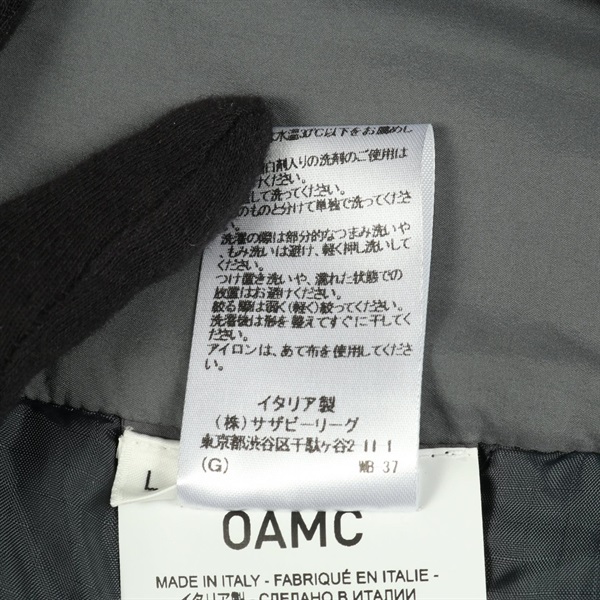 水温30℃以下をお勧めし
白剤入りの洗剤のご使用は
して洗ってくださ
のものと分けて単独で洗ってくださ
洗濯の際は部分的なつまみ洗いや
、もみ洗いは避け、軽く押し洗いして
ください。
つけ置き洗いや、濡れた状態での
放置はお避けください。
絞る際は弱く(軽く)絞ってください。
洗濯後は形を整えてすぐに干してく
ださい。
アイロンは、あて布を使用してくださ
い。
イタリア製
(株)サザビーリーグ
東京都渋谷区千駄ヶ谷2 11 1
(G) WB 37
L
OAMC
MADE IN ITALY - FABRIQUÉ EN ITALIE -
イタリア製 - СДЕЛАНО В ИТАЛИИ